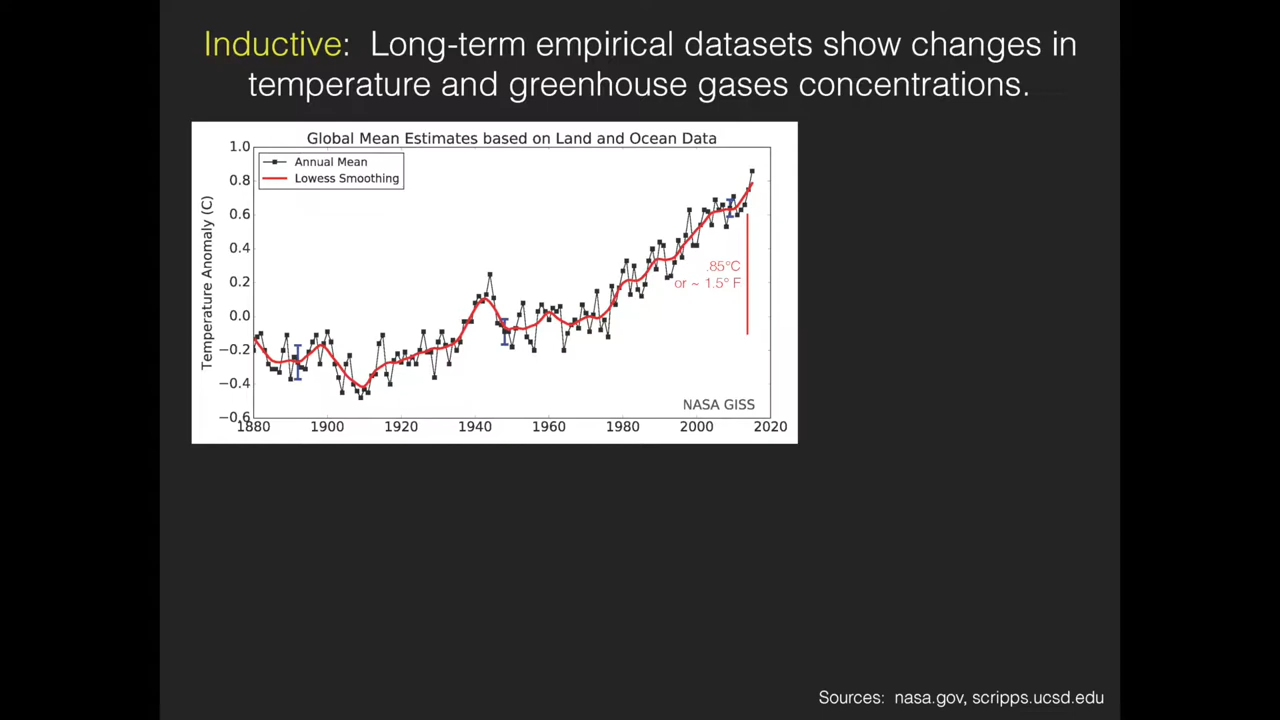 Inductive: Long-term empirical datasets show changes in
temperature and greenhouse gases concentrations.
Global Mean Estimates based on Land and Ocean Data
Annual Mean
Lowess Smoothing
Temperature Anomaly (C)
1.0
0.8
0.6
0.4
0.2
0.0
−0.2
−0.4
−0.6
.85°C
or ~ 1.5° F
NASA GISS
1880 1900 1920 1940 1960 1980 2000 2020
Sources: nasa.gov, scripps.ucsd.edu